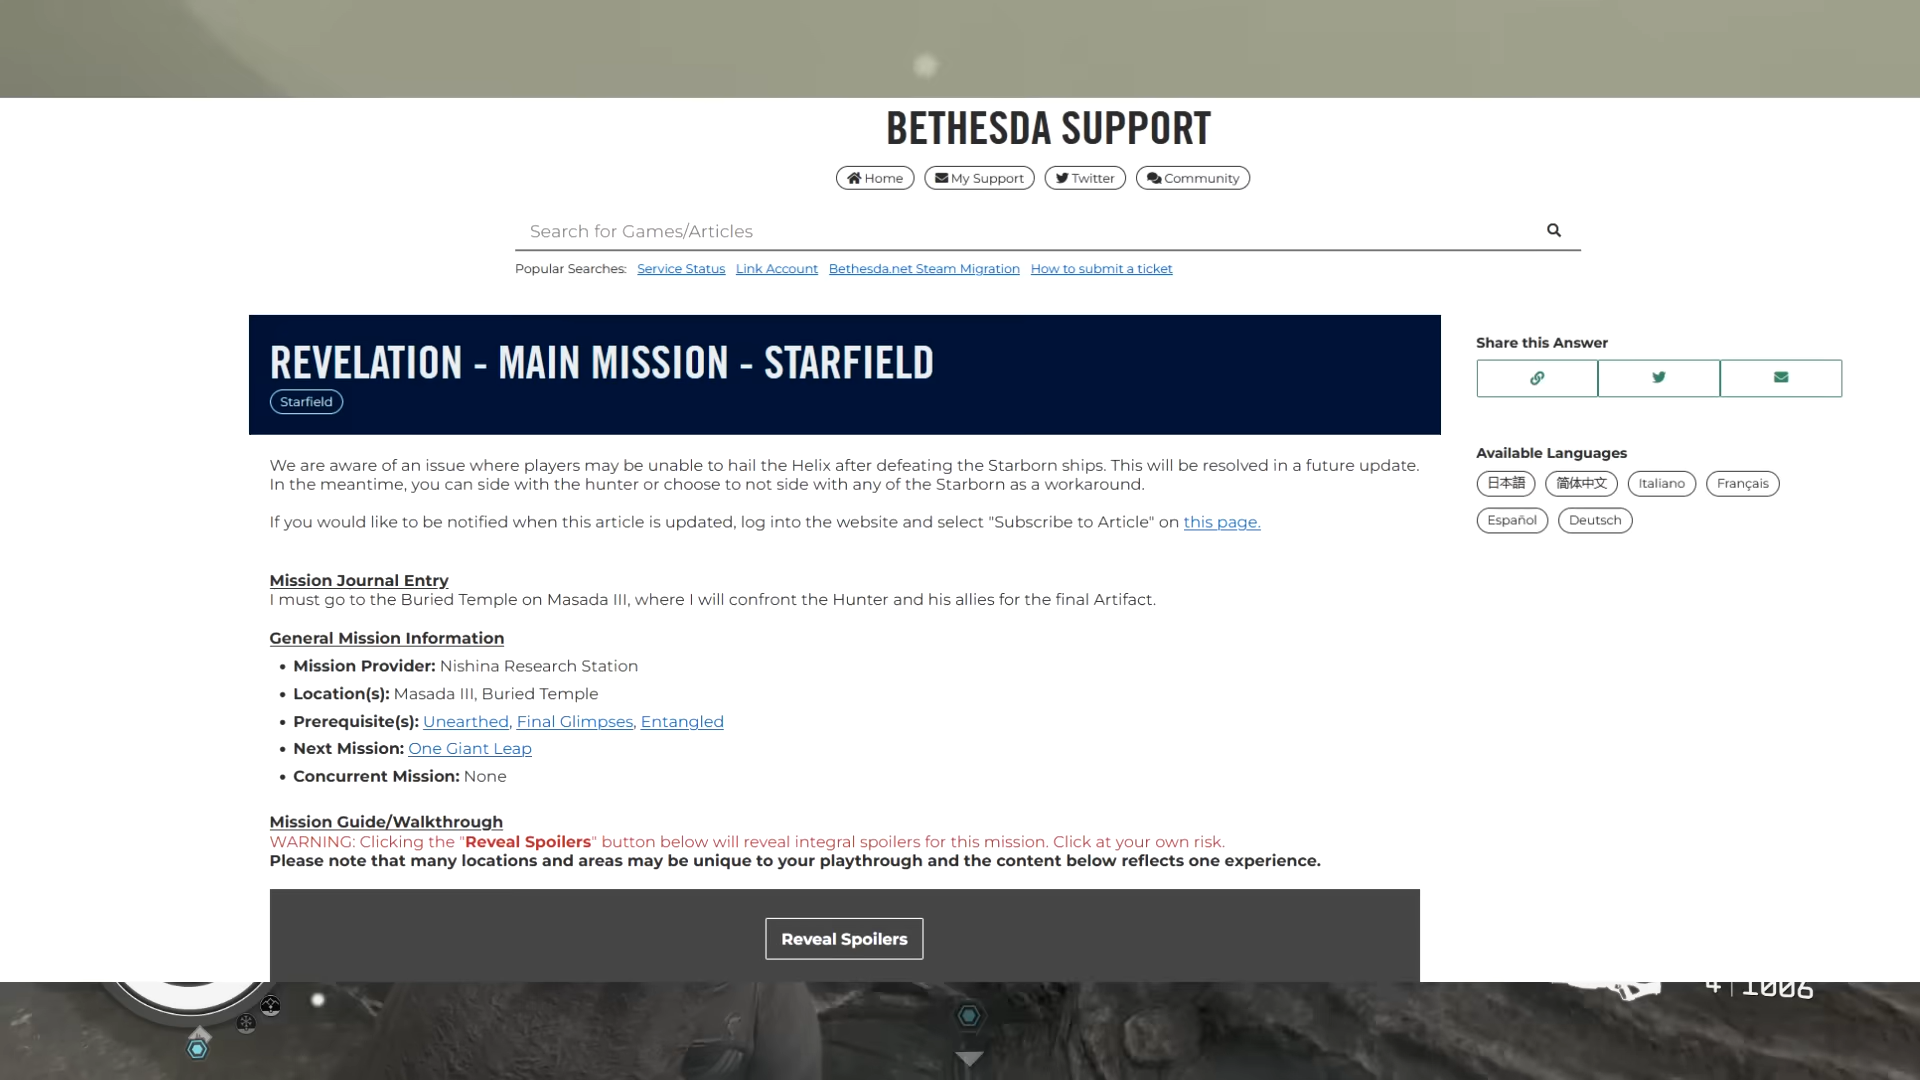 BETHESDA SUPPORT
Home My Support Twitter Community
Search for Games/Articles
Popular Searches: Service Status Link Account Bethesda.net Steam Migration How to submit a ticket
REVELATION - MAIN MISSION - STARFIELD
Starfield
We are aware of an issue where players may be unable to hail the Helix after defeating the Starborn ships. This will be resolved in a future update.
In the meantime, you can side with the hunter or choose to not side with any of the Starborn as a workaround.
If you would like to be notified when this article is updated, log into the website and select "Subscribe to Article" on this page.
Mission Journal Entry
I must go to the Buried Temple on Masada III, where I will confront the Hunter and his allies for the final Artifact.
General Mission Information
• Mission Provider: Nishina Research Station
• Location(s): Masada III, Buried Temple
• Prerequisite(s): Unearthed, Final Glimpses, Entangled
• Next Mission: One Giant Leap
• Concurrent Mission: None
Mission Guide/Walkthrough
WARNING: Clicking the "Reveal Spoilers" button below will reveal integral spoilers for this mission. Click at your own risk.
Please note that many locations and areas may be unique to your playthrough and the content below reflects one experience.
Reveal Spoilers
Share this Answer
Available Languages
日本語 简体中文 Italiano Français
Español Deutsch
4 | 1006